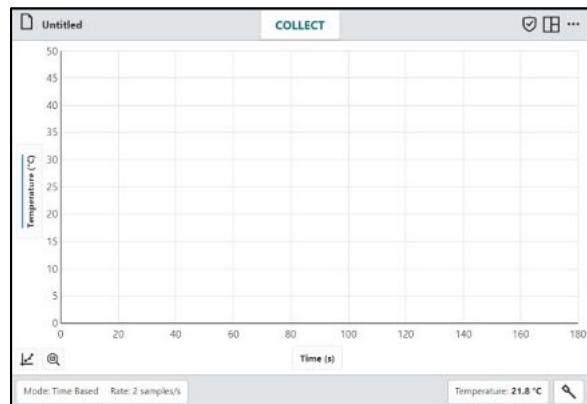 Untitled
COLLECT
50
45
40
35
30
25
20
15
10
5
0
Temperature (°C)
0 20 40 60 80 100 120 140 160 180
Time (s)
Mode: Time Based Rate: 2 samples/s
Temperature: 21.8 °C